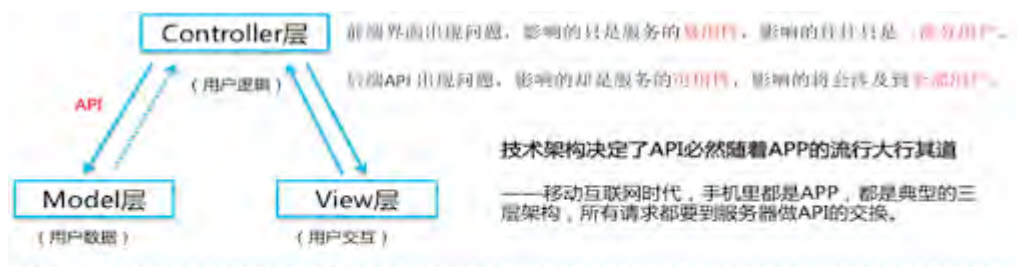 Controller层
前端界面出现问题，影响的只是服务的易用性，影响的往往只是一部分用户。
（用户逻辑）
后端API 出现问题，影响的却是服务的可用性，影响的将会涉及到全部用户。
API
技术架构决定了API必然随着APP的流行大行其道
Model层
View层
——移动互联网时代，手机里都是APP，都是典型的三
层架构，所有请求都要到服务器做API的交换。
（用户数据）
（用户交互）